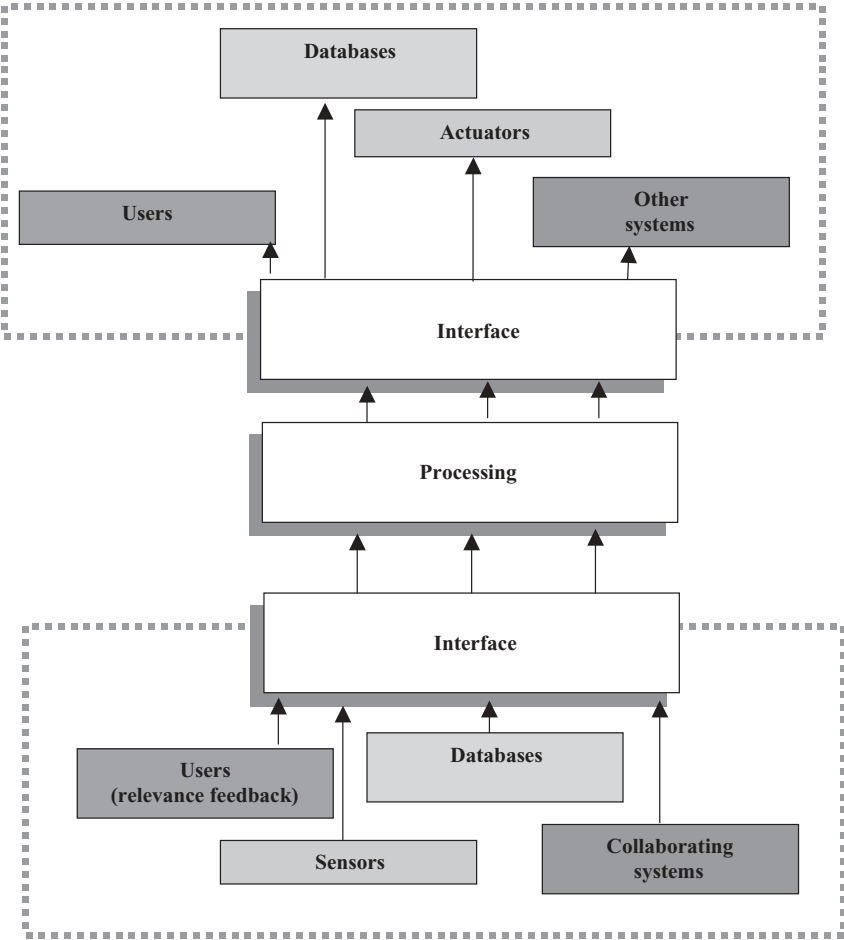 Databases
Actuators
Users
Other
systems
Interface
Processing
Interface
Users
(relevance feedback)
Databases
Sensors
Collaborating
systems